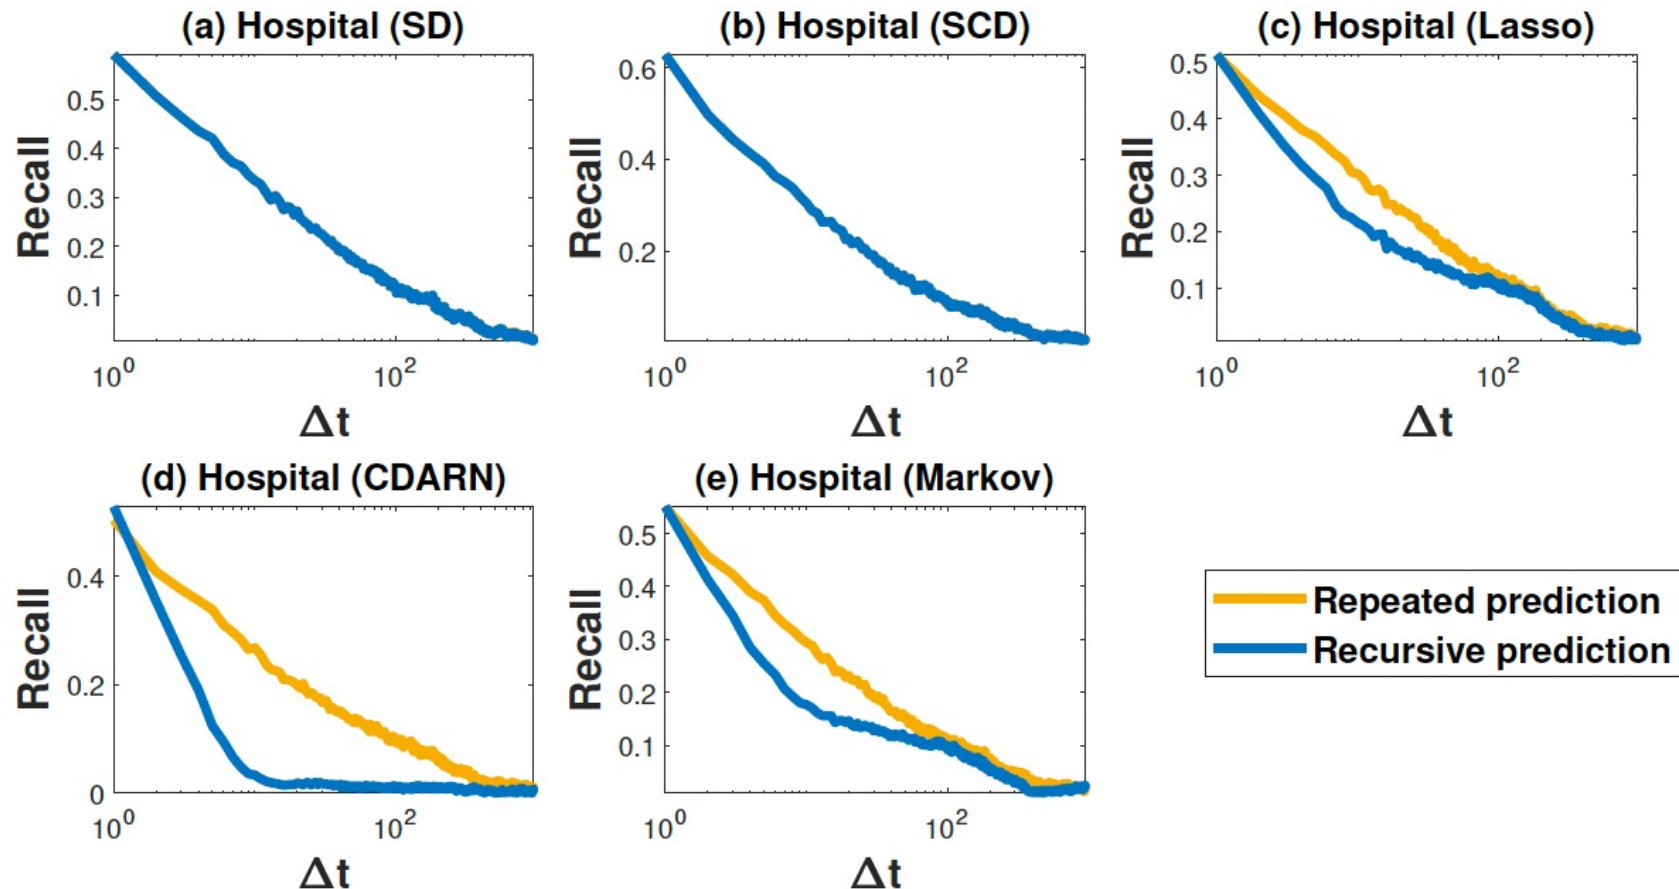 (a) Hospital (SD)
Recall
0.5
0.4
0.3
0.2
0.1
10^0
10^2
Δt
(b) Hospital (SCD)
Recall
0.6
0.4
0.2
10^0
10^2
Δt
(c) Hospital (Lasso)
Recall
0.5
0.4
0.3
0.2
0.1
10^0
10^2
Δt
(d) Hospital (CDARN)
Recall
0.4
0.2
0
10^0
10^2
Δt
(e) Hospital (Markov)
Recall
0.5
0.4
0.3
0.2
0.1
10^0
10^2
Δt
Repeated prediction
Recursive prediction